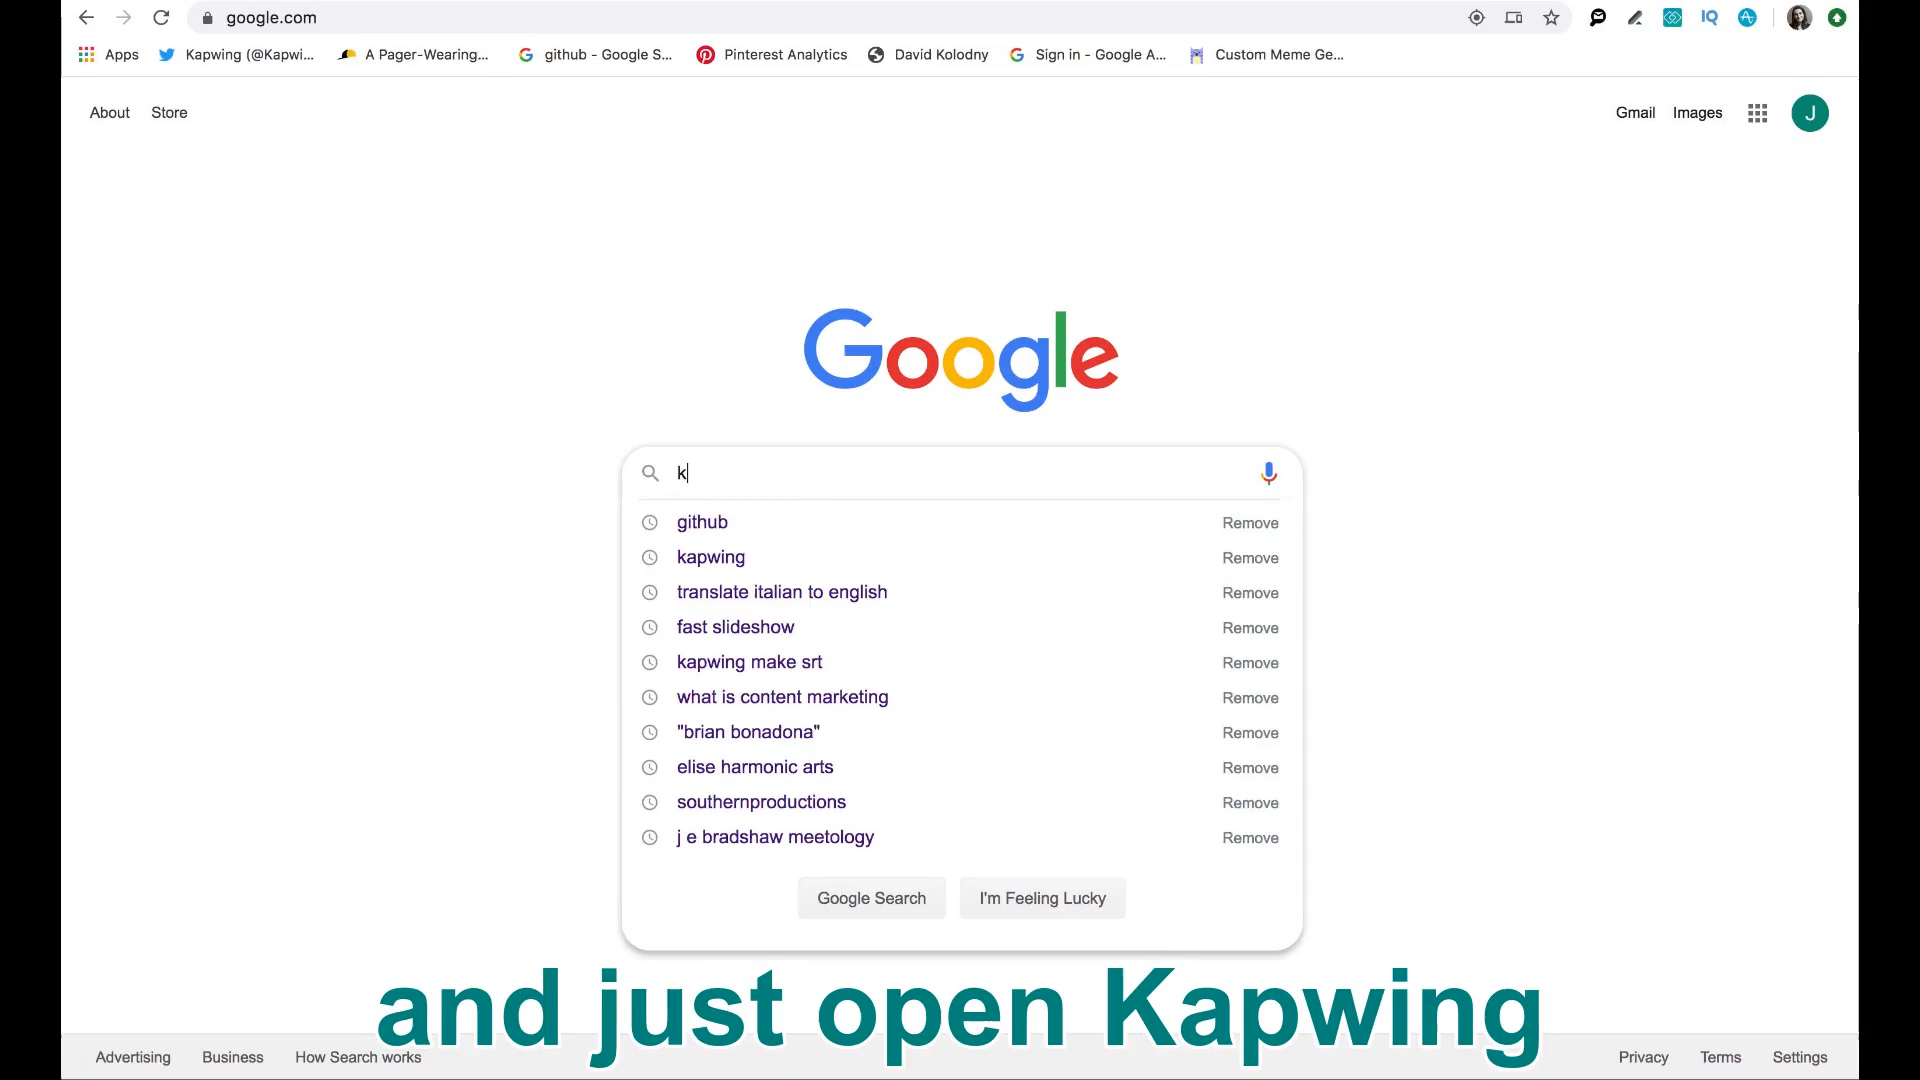 google.com
IQ
Apps Kapwing (@Kapwi... A Pager-Wearing... github - Google S... Pinterest Analytics David Kolodny Sign in - Google A... Custom Meme Ge...
About Store Gmail Images J
Google
k
github Remove
kapwing Remove
translate italian to english Remove
fast slideshow Remove
kapwing make srt Remove
what is content marketing Remove
"brian bonadona" Remove
elise harmonic arts Remove
southernproductions Remove
j e bradshaw meetology Remove
Google Search I'm Feeling Lucky
and just open Kapwing
Advertising Business How Search works Privacy Terms Settings